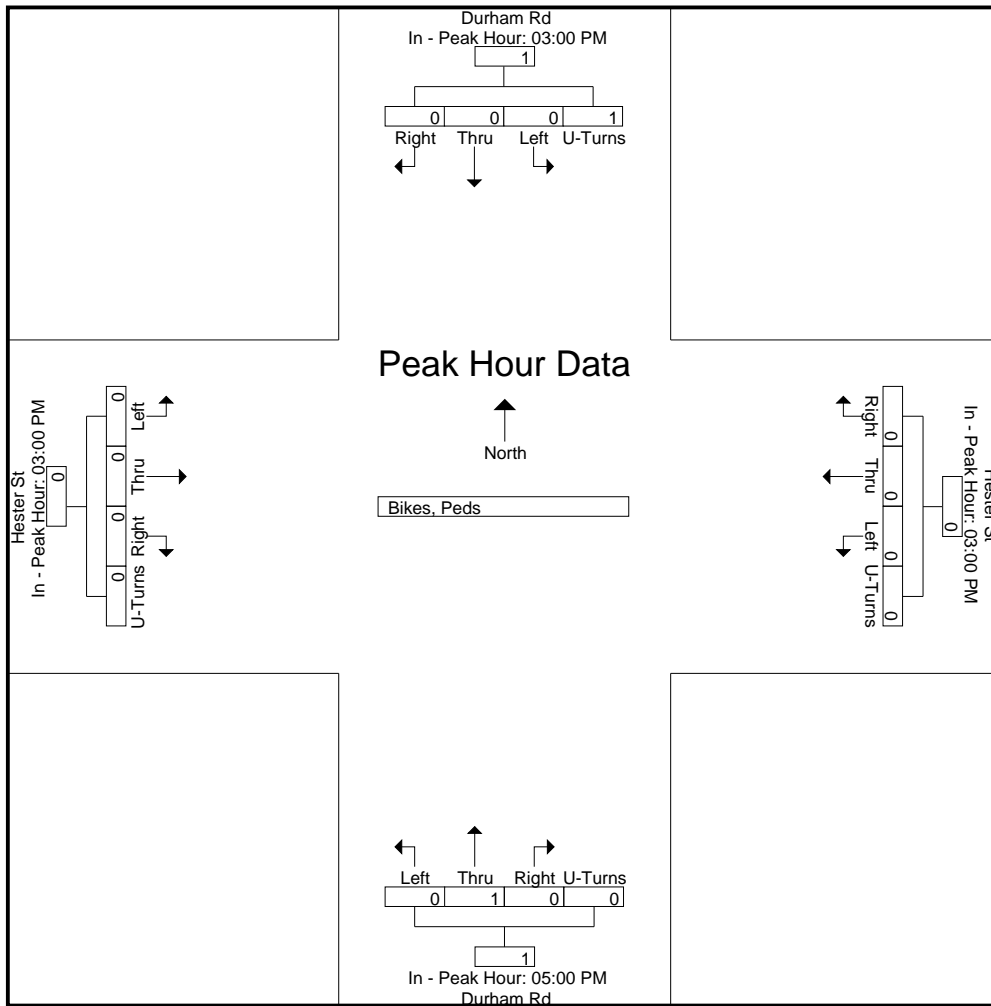 Durham Rd
In - Peak Hour: 03:00 PM
1
0 0 0 1
Right Thru Left U-Turns
Peak Hour Data
North
Bikes, Peds
Hester St
In - Peak Hour: 03:00 PM
0
0 0 0 0
Left Thru Right U-Turns
Hester St
In - Peak Hour: 03:00 PM
0
0 0 0 0
Right Thru Left U-Turns
Left Thru Right U-Turns
0 1 0 0
1
In - Peak Hour: 05:00 PM
Durham Rd